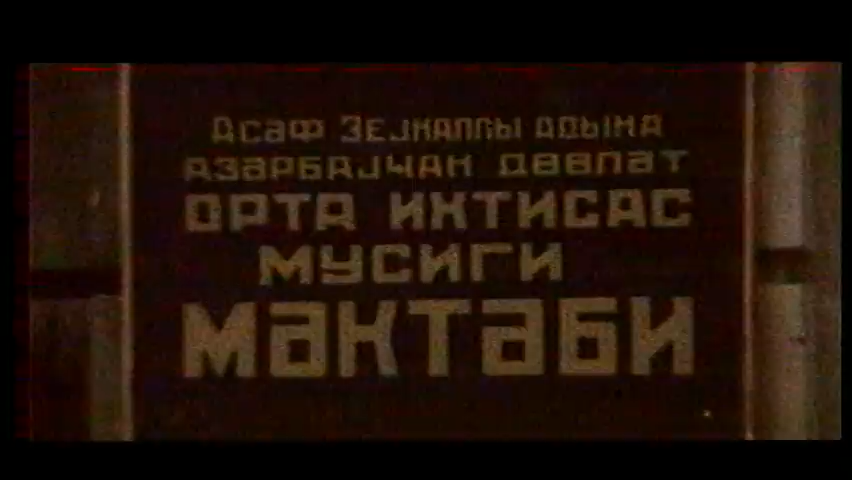 Асаф Зејналлы адына
Азәрбајҹан Дөвләт
Орта ихтисас
мусиги
мәктәби